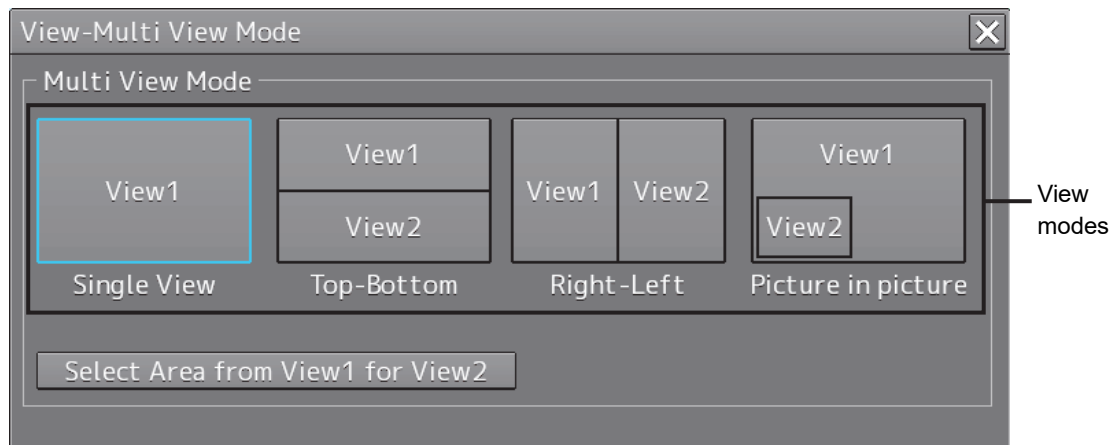 View-Multi View Mode
Multi View Mode
View1
Single View
View1
View2
Top-Bottom
View1 View2
Right-Left
View1
View2
Picture in picture
View
modes
Select Area from View1 for View2